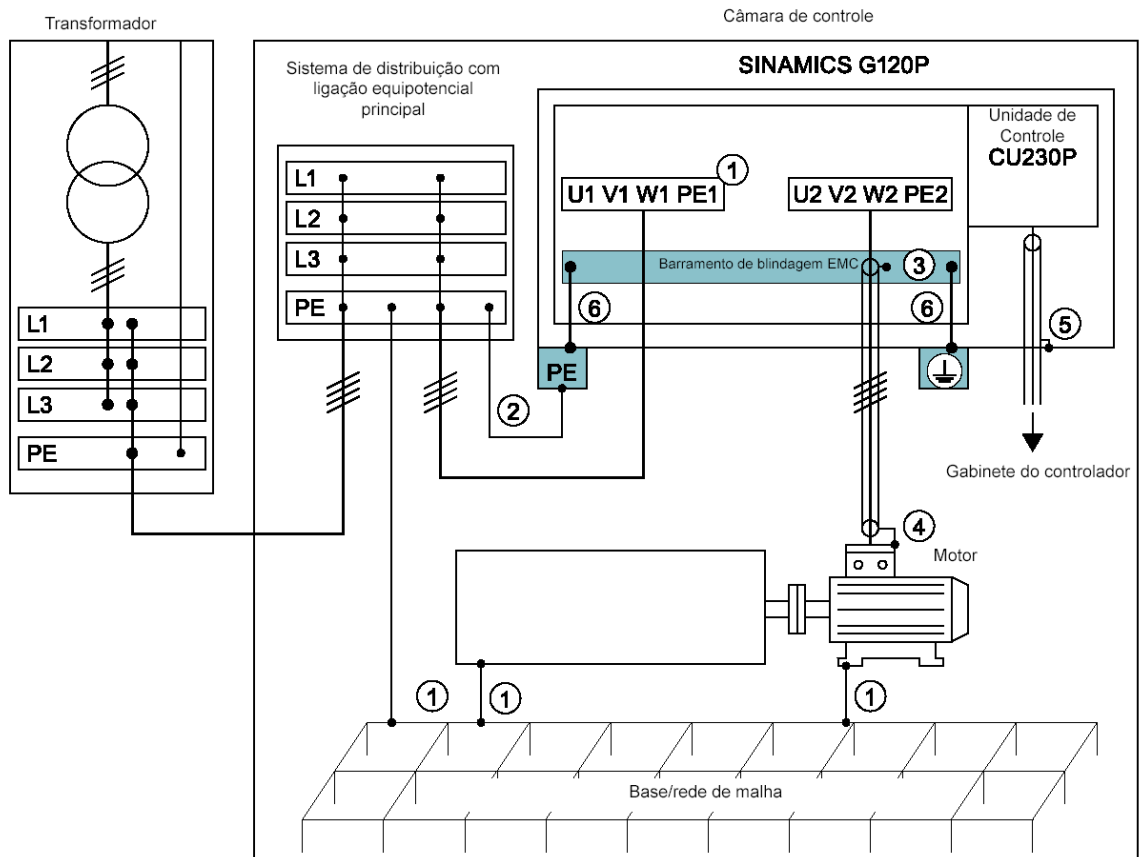 Transformador
Câmara de controle
Sistema de distribuição com
ligação equipotencial
principal
SINAMICS G120P
Unidade de
Controle
CU230P
1
U1 V1 W1 PE1
U2 V2 W2 PE2
L1
L2
L3
PE
Barramento de blindagem EMC
3
6
6
5
PE
2
L1
L2
L3
PE
Gabinete do controlador
4
Motor
1
1
1
Base/rede de malha